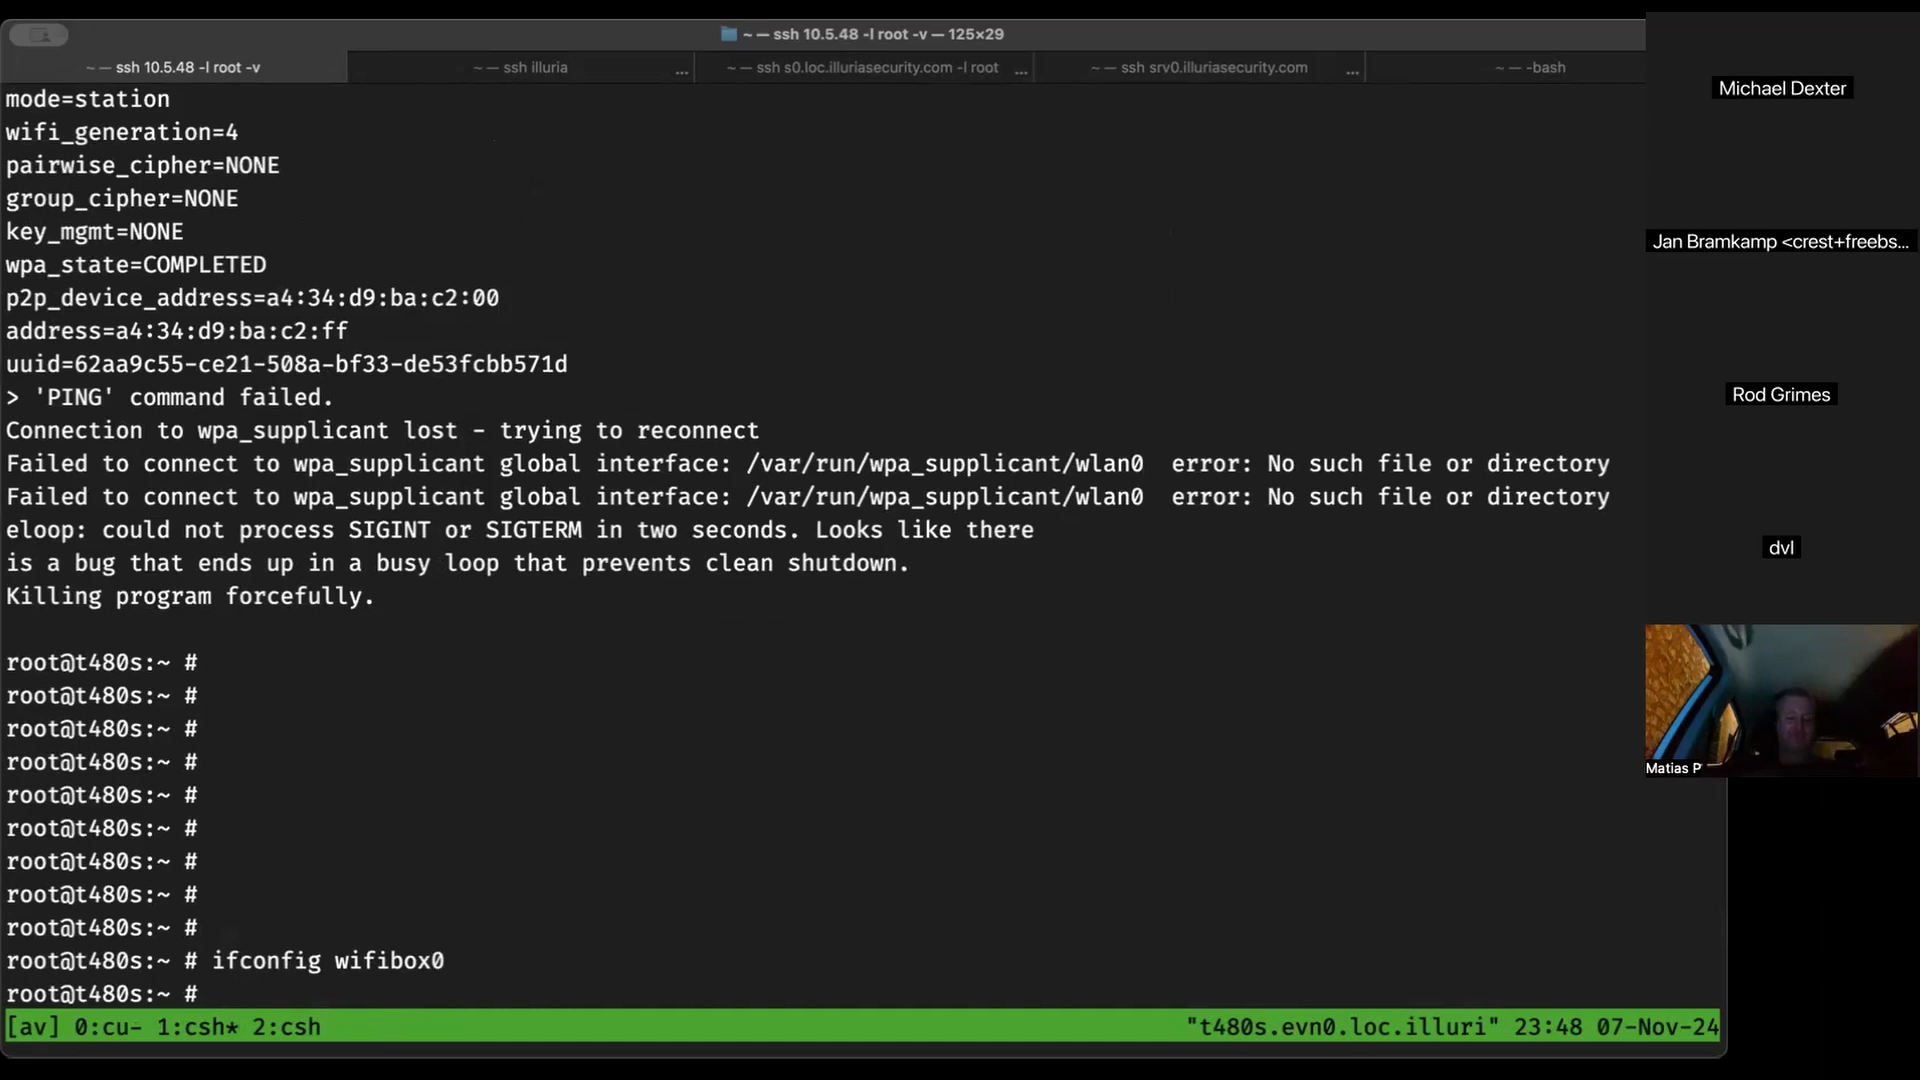 ~ — ssh 10.5.48 -l root -v — 125×29
~ — ssh 10.5.48 -l root -v
~ — ssh illuria ...
~ — ssh s0.loc.illuriasecurity.com -l root ...
~ — ssh srv0.illuriasecurity.com ...
~ — -bash
mode=station
wifi_generation=4
pairwise_cipher=NONE
group_cipher=NONE
key_mgmt=NONE
wpa_state=COMPLETED
p2p_device_address=a4:34:d9:ba:c2:00
address=a4:34:d9:ba:c2:ff
uuid=62aa9c55-ce21-508a-bf33-de53fcbb571d
> 'PING' command failed.
Connection to wpa_supplicant lost - trying to reconnect
Failed to connect to wpa_supplicant global interface: /var/run/wpa_supplicant/wlan0  error: No such file or directory
Failed to connect to wpa_supplicant global interface: /var/run/wpa_supplicant/wlan0  error: No such file or directory
eloop: could not process SIGINT or SIGTERM in two seconds. Looks like there
is a bug that ends up in a busy loop that prevents clean shutdown.
Killing program forcefully.
root@t480s:~ #
root@t480s:~ #
root@t480s:~ #
root@t480s:~ #
root@t480s:~ #
root@t480s:~ #
root@t480s:~ #
root@t480s:~ #
root@t480s:~ #
root@t480s:~ # ifconfig wifibox0
root@t480s:~ #
[av] 0:cu- 1:csh* 2:csh "t480s.evn0.loc.illuri" 23:48 07-Nov-24
Michael Dexter
Jan Bramkamp <crest+freebs...
Rod Grimes
dvl
Matias P